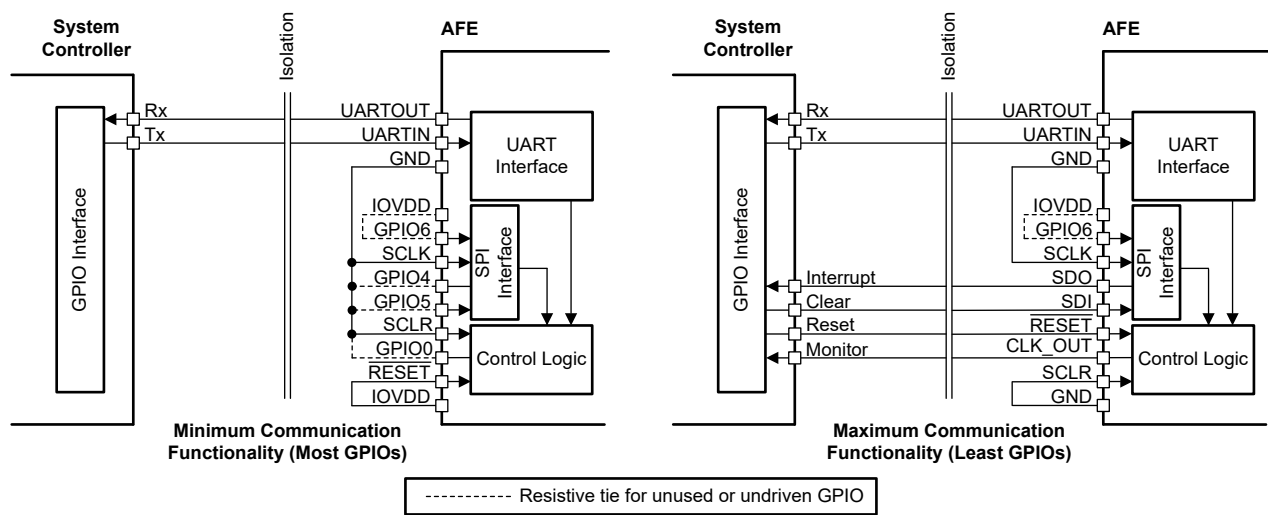 System
Controller
Isolation
AFE
Rx
Tx
UARTOUT
UARTIN
GND
IOVDD
GPIO6
SCLK
GPIO4
GPIO5
SCLR
GPIO0
RESET
IOVDD
GPIO Interface
UART
Interface
SPI
Interface
Control Logic
Minimum Communication
Functionality (Most GPIOs)
System
Controller
Isolation
AFE
Rx
Tx
Interrupt
Clear
Reset
Monitor
UARTOUT
UARTIN
GND
IOVDD
GPIO6
SCLK
SDO
SDI
RESET
CLK_OUT
SCLR
GND
GPIO Interface
UART
Interface
SPI
Interface
Control Logic
Maximum Communication
Functionality (Least GPIOs)
Resistive tie for unused or undriven GPIO